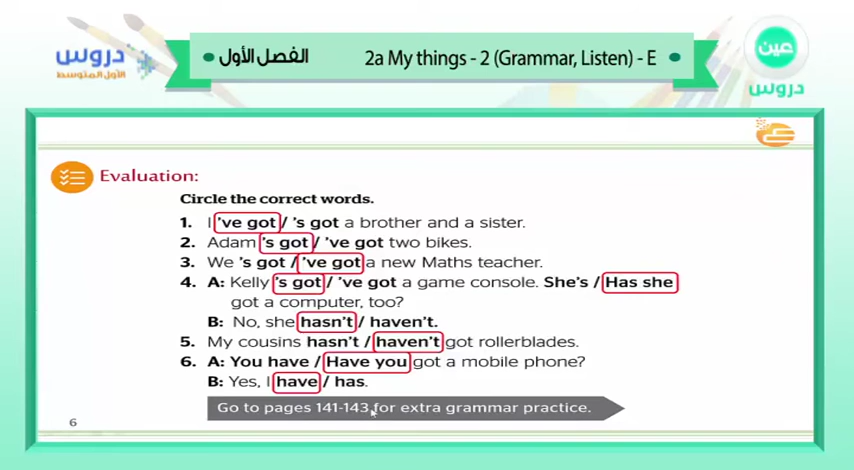 دروس
الأول المتوسط
الفصل الأول
2a My things - 2 (Grammar, Listen) - E
عين
دروس
Evaluation:
Circle the correct words.
1. I 've got / 's got a brother and a sister.
2. Adam 's got / 've got two bikes.
3. We 's got / 've got a new Maths teacher.
4. A: Kelly 's got / 've got a game console. She's / Has she
got a computer, too?
B: No, she hasn't / haven't.
5. My cousins hasn't / haven't got rollerblades.
6. A: You have / Have you got a mobile phone?
B: Yes, I have / has.
Go to pages 141-143 for extra grammar practice.
6